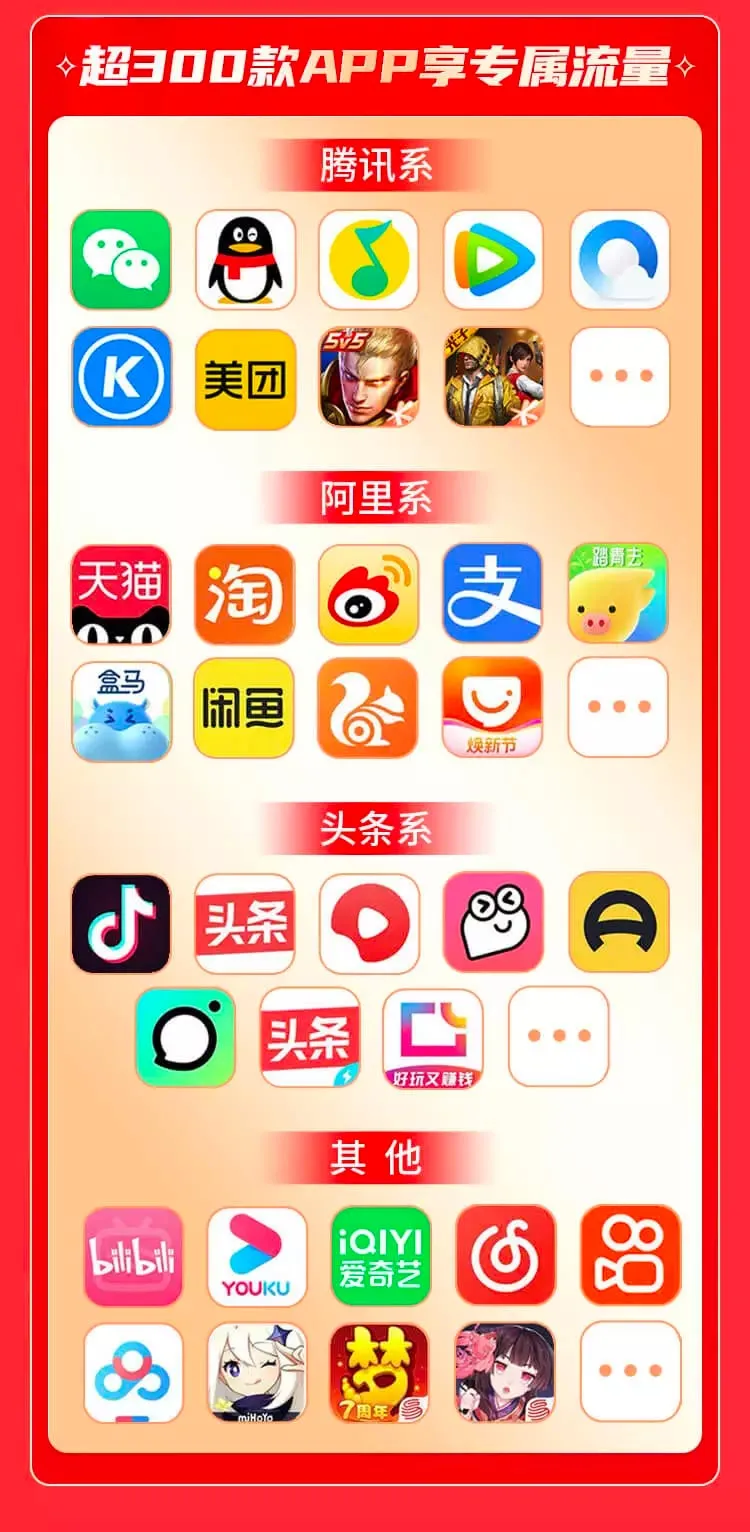 超300款APP享专属流量
腾讯系
K
美团
5v5
光子
阿里系
天猫
淘
支
踏青去
盒马
闲鱼
焕新节
头条系
头条
头条
好玩又赚钱
其他
bilibili
YOUKU
iQIYI
爱奇艺
miHoYo
梦
7周年